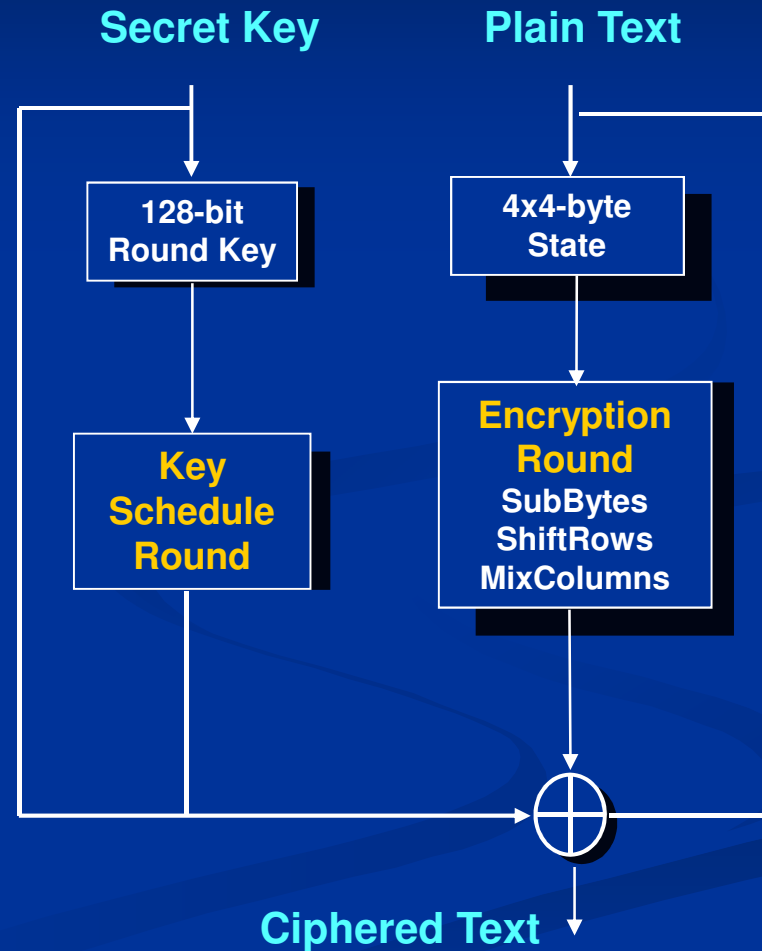 Secret Key
Plain Text
128-bit
Round Key
4x4-byte
State
Key
Schedule
Round
Encryption
Round
SubBytes
ShiftRows
MixColumns
Ciphered Text